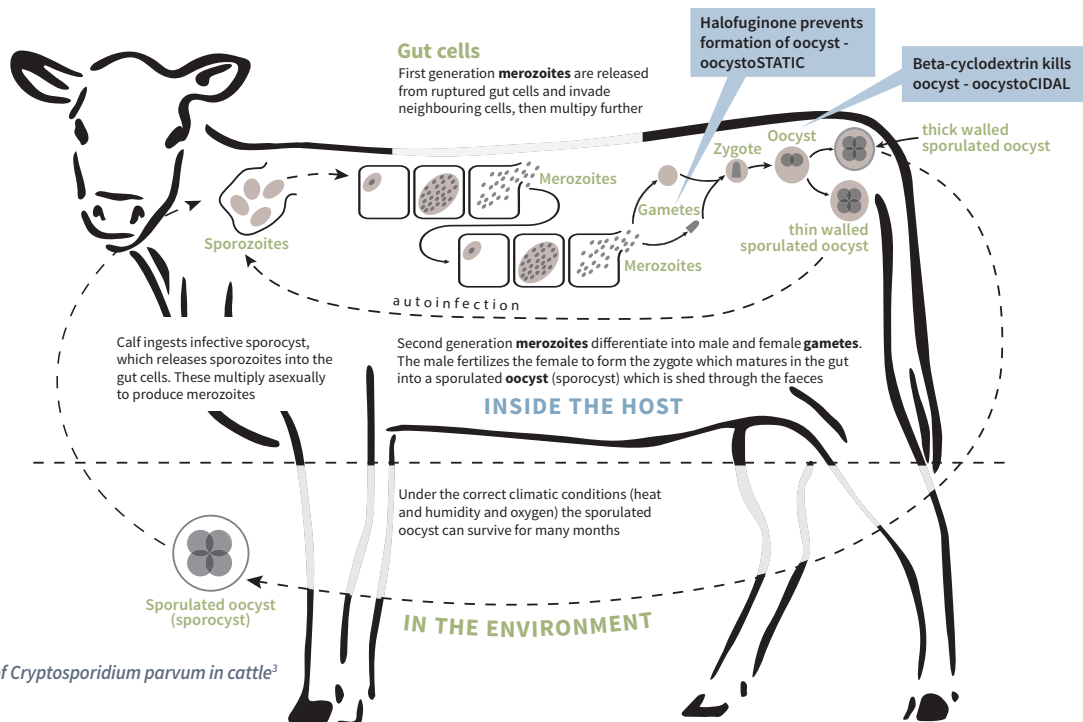 Halofuginone prevents
formation of oocyst -
oocystoSTATIC
Beta-cyclodextrin kills
oocyst - oocystoCIDAL
Gut cells
First generation merozoites are released
from ruptured gut cells and invade
neighbouring cells, then multipy further
thick walled
sporulated oocyst
Oocyst
Zygote
Merozoites
Gametes
Sporozoites
thin walled
sporulated oocyst
Merozoites
autoinfection
Calf ingests infective sporocyst,
which releases sporozoites into the
gut cells. These multiply asexually
to produce merozoites
Second generation merozoites differentiate into male and female gametes.
The male fertilizes the female to form the zygote which matures in the gut
into a sporulated oocyst (sporocyst) which is shed through the faeces
INSIDE THE HOST
Under the correct climatic conditions (heat
and humidity and oxygen) the sporulated
oocyst can survive for many months
Sporulated oocyst
(sporocyst)
IN THE ENVIRONMENT
of Cryptosporidium parvum in cattle³